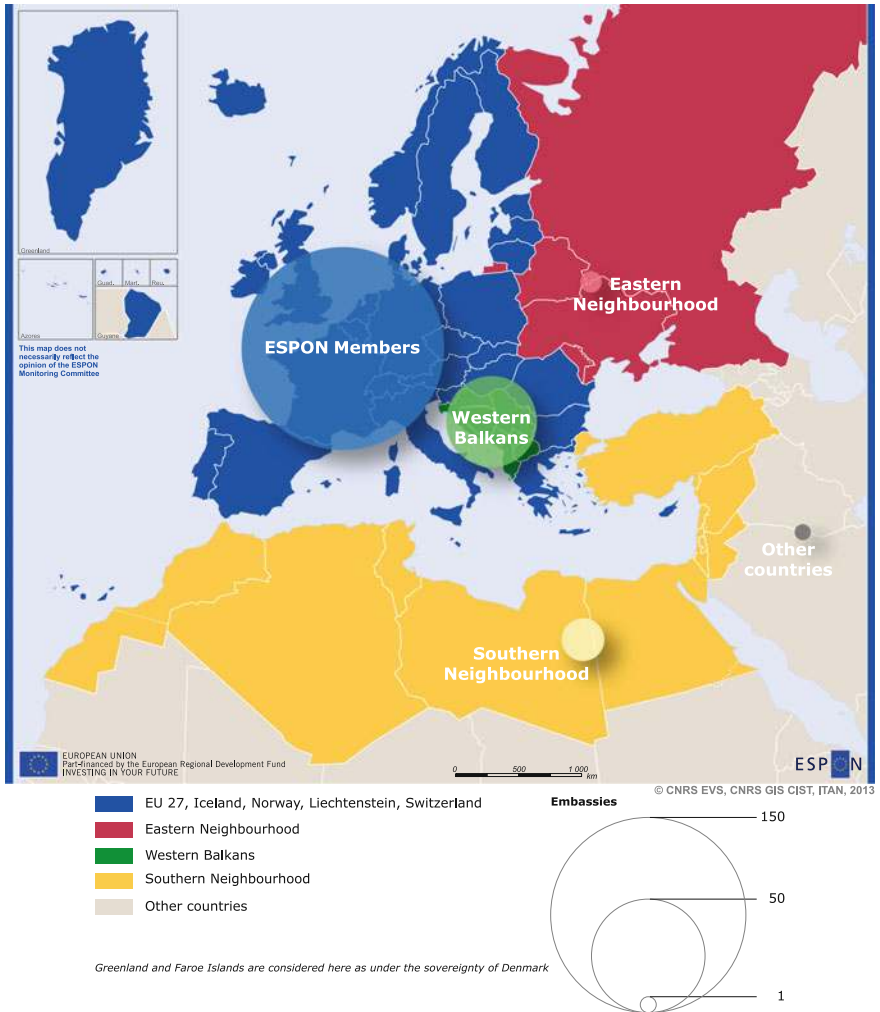 Greenland
Azores
Guad.
Mart.
Reu.
Guyane
This map does not
necessarily reflect the
opinion of the ESPON
Monitoring Committee
ESPON Members
Eastern
Neighbourhood
Western
Balkans
Other
countries
Southern
Neighbourhood
EUROPEAN UNION
Part-financed by the European Regional Development Fund
INVESTING IN YOUR FUTURE
0 500 1 000
km
ESPON
© CNRS EVS, CNRS GIS CIST, ITAN, 2013
EU 27, Iceland, Norway, Liechtenstein, Switzerland
Eastern Neighbourhood
Western Balkans
Southern Neighbourhood
Other countries
Embassies
150
50
1
Greenland and Faroe Islands are considered here as under the sovereignty of Denmark